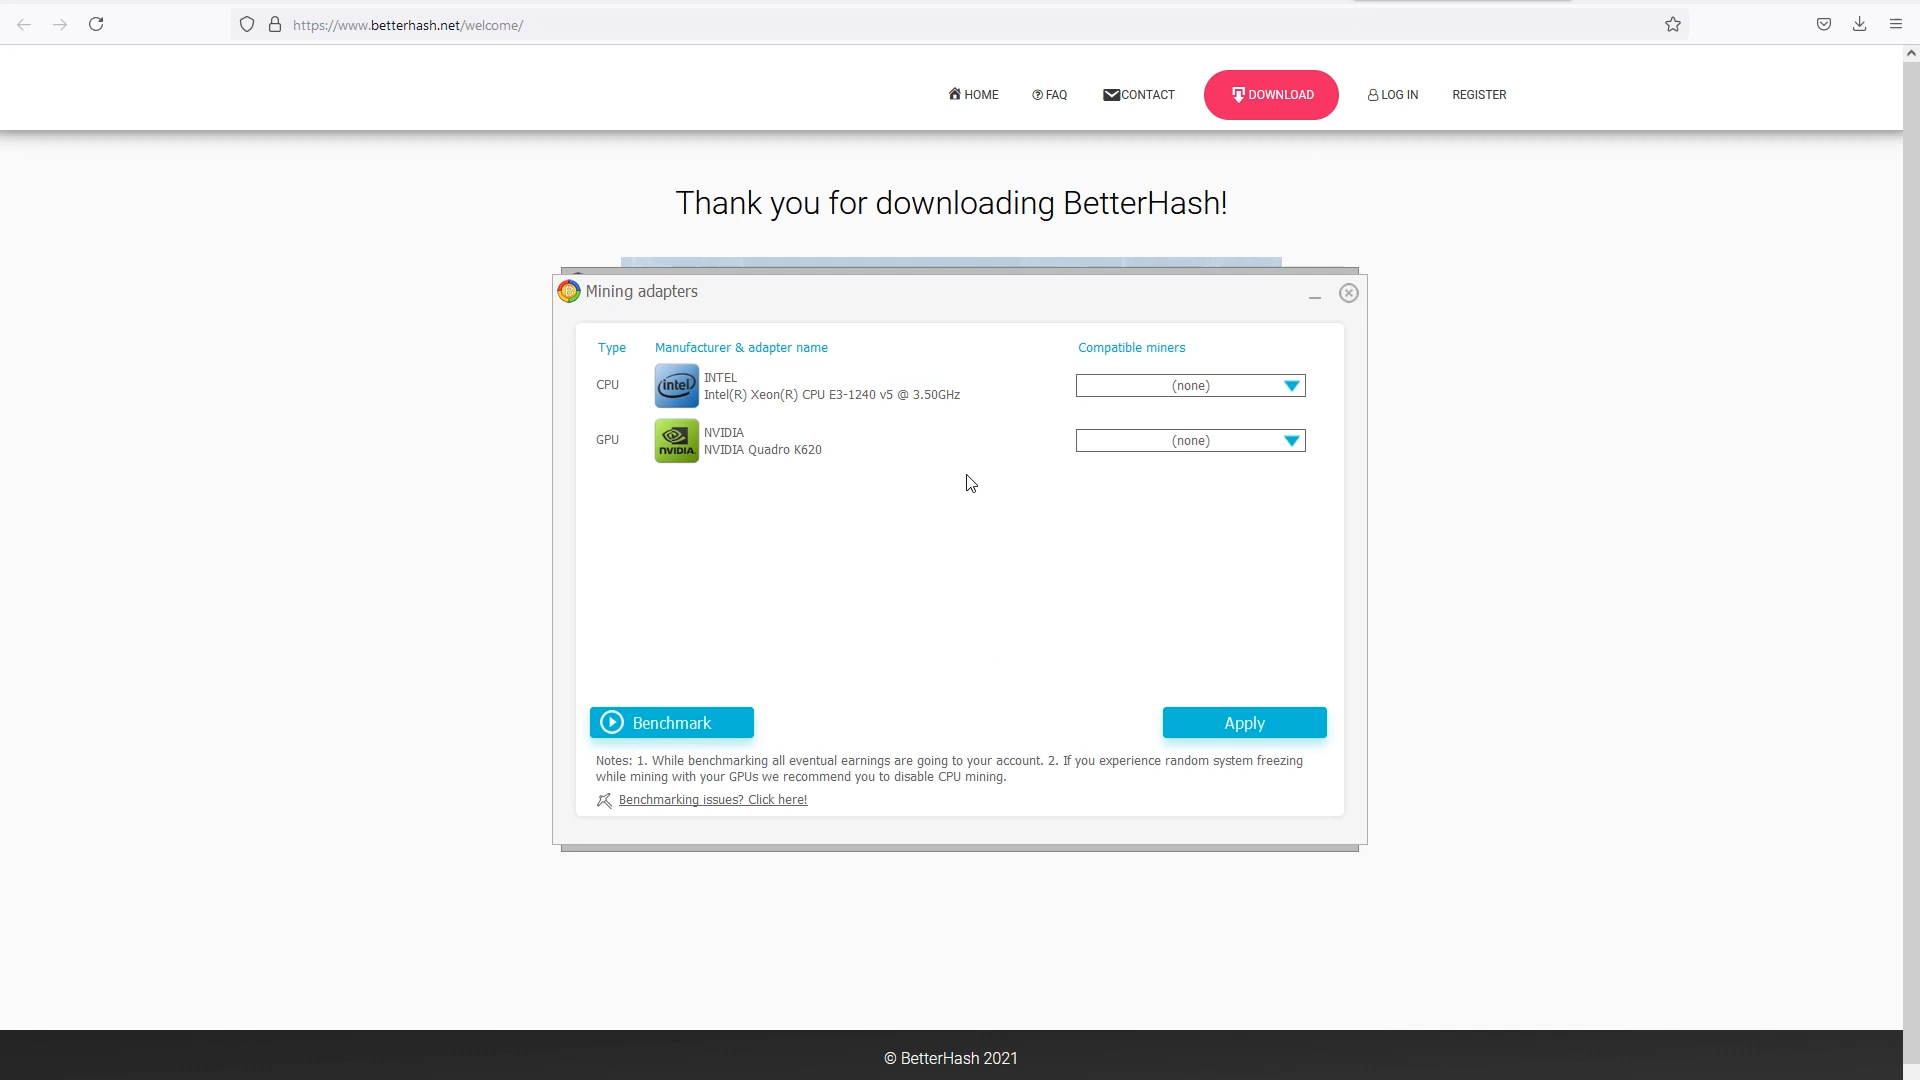 https://www.betterhash.net/welcome/
HOME FAQ CONTACT DOWNLOAD LOG IN REGISTER
Thank you for downloading BetterHash!
Mining adapters
Type Manufacturer & adapter name Compatible miners
CPU intel INTEL
Intel(R) Xeon(R) CPU E3-1240 v5 @ 3.50GHz (none)
GPU NVIDIA NVIDIA
NVIDIA Quadro K620 (none)
Benchmark Apply
Notes: 1. While benchmarking all eventual earnings are going to your account. 2. If you experience random system freezing
while mining with your GPUs we recommend you to disable CPU mining.
Benchmarking issues? Click here!
© BetterHash 2021